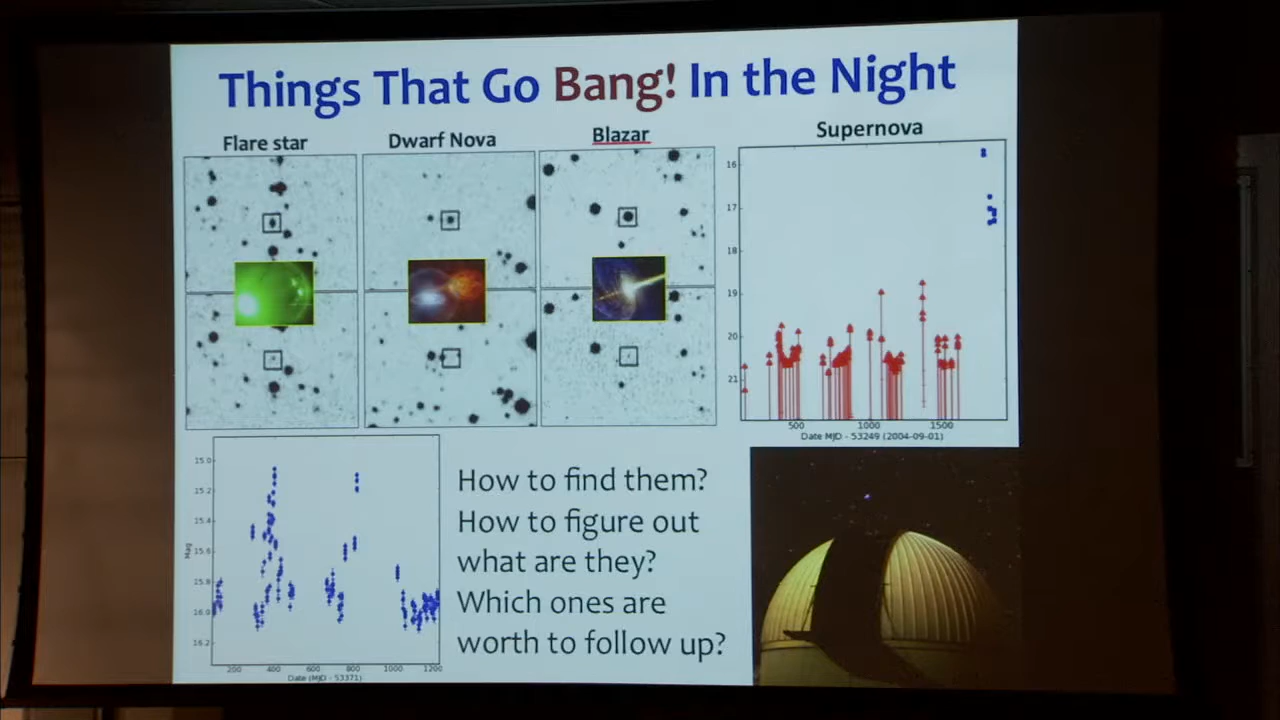 Things That Go Bang! In the Night
Flare star
Dwarf Nova
Blazar
Supernova
16
17
18
19
20
21
500
1000
1500
Date MJD - 53249 (2004-09-01)
15.0
15.2
15.4
15.6
15.8
16.0
16.2
Mag
200
400
600
800
1000
1200
Date (MJD - 53371)
How to find them?
How to figure out
what are they?
Which ones are
worth to follow up?